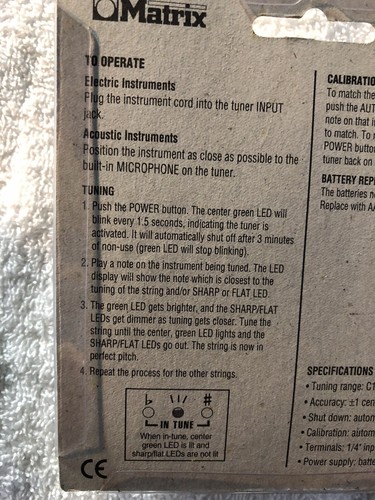 Matrix
TO OPERATE
Electric Instruments
Plug the instrument cord into the tuner INPUT
jack.
Acoustic Instruments
Position the instrument as close as possible to the
built-in MICROPHONE on the tuner.
TUNING
1. Push the POWER button. The center green LED will
blink every 1.5 seconds, indicating the tuner is
activated. It will automatically shut off after 3 minutes
of non-use (green LED will stop blinking).
2. Play a note on the instrument being tuned. The LED
display will show the note which is closest to the
tuning of the string and/or SHARP or FLAT LED.
3. The green LED gets brighter, and the SHARP/FLAT
LEDs get dimmer as tuning gets closer. Tune the
string until the center, green LED lights and the
SHARP/FLAT LEDs go out. The string is now in
perfect pitch.
4. Repeat the process for the other strings.
♭ #
IN TUNE
When in-tune, center
green LED is lit and
sharp/flat LEDs are not lit
CE
CALIBRATIO
To match the
push the AUT
note on that i
to match. To
POWER butto
tuner back on
BATTERY REP
The batteries n
Replace with AA
SPECIFICATIONS
• Tuning range: C1
• Accuracy: ±1 cen
• Shut down: autom
• Calibration: autom
• Terminals: 1/4" inp
• Power supply: batte